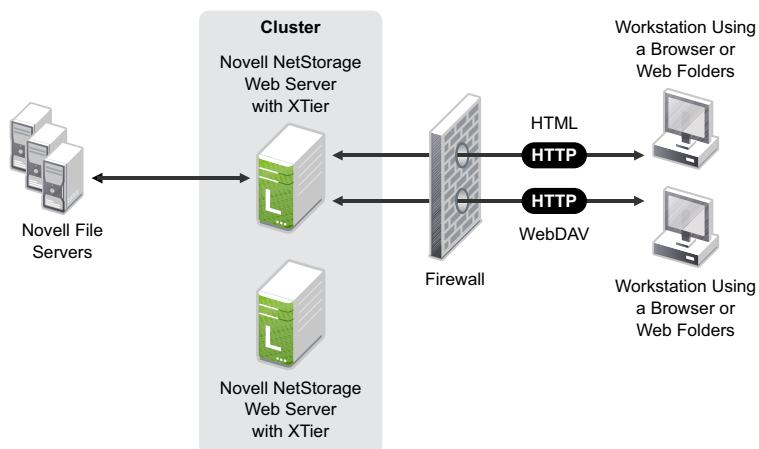 Cluster
Novell NetStorage
Web Server
with XTier
L
Novell File
Servers
L
Novell NetStorage
Web Server
with XTier
HTML
HTTP
HTTP
WebDAV
Firewall
Workstation Using
a Browser or
Web Folders
Workstation Using
a Browser or
Web Folders